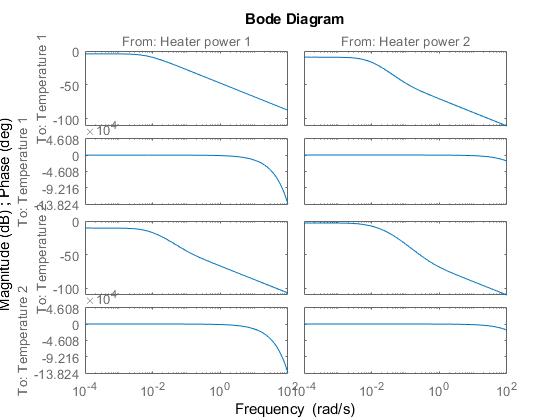 Bode Diagram
From: Heater power 1
From: Heater power 2
Magnitude (dB) ; Phase (deg)
To: Temperature 1
0
-50
-100
×10⁴
To: Temperature 1
4.608
0
-4.608
-9.216
-13.824
To: Temperature 2
0
-50
-100
×10⁴
To: Temperature 2
4.608
0
-4.608
-9.216
-13.824
10⁻⁴ 10⁻² 10⁰ 10² 10⁻⁴ 10⁻² 10⁰ 10²
Frequency (rad/s)